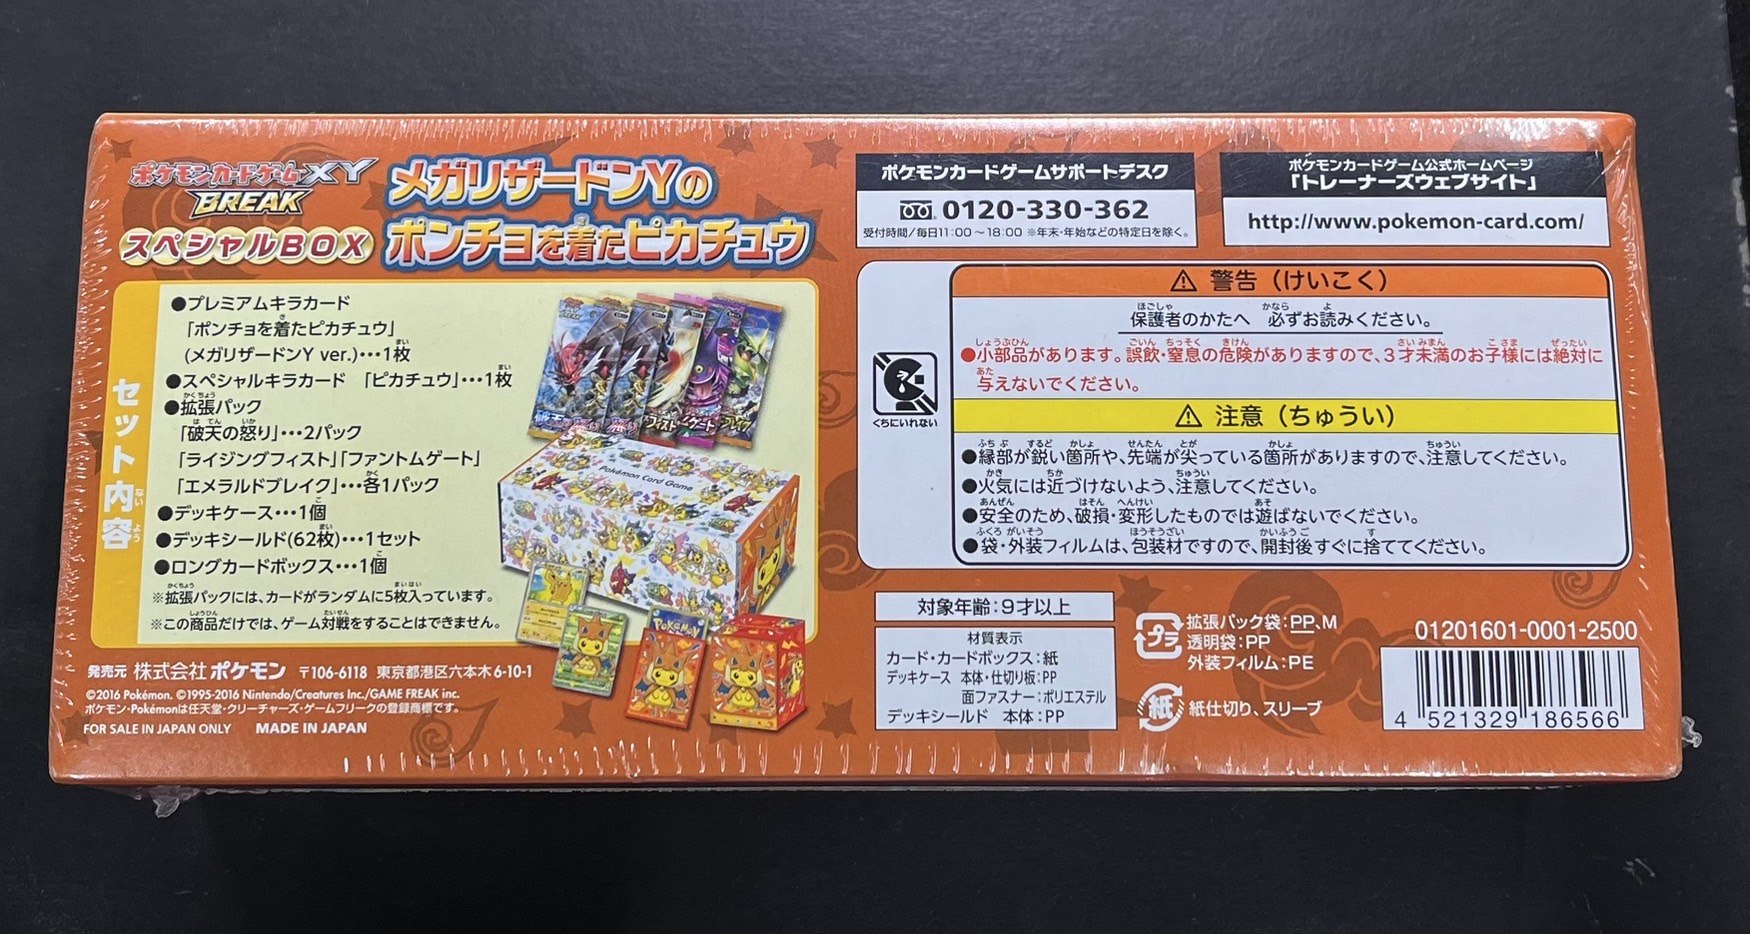 ポケモンカードゲームXY
BREAK
スペシャルBOX
メガリザードンYの
ポンチョを着たピカチュウ
セット内容
●プレミアムキラカード
「ポンチョを着たピカチュウ」
(メガリザードンY ver.)・・・1枚
●スペシャルキラカード 「ピカチュウ」・・・1枚
●拡張パック
「破天の怒り」・・・2パック
「ライジングフィスト」「ファントムゲート」
「エメラルドブレイク」・・・各1パック
●デッキケース・・・1個
●デッキシールド(62枚)・・・1セット
●ロングカードボックス・・・1個
※拡張パックには、カードがランダムに5枚入っています。
※この商品だけでは、ゲーム対戦をすることはできません。
Pokémon Card Game
POKÉMON
発売元 株式会社ポケモン 〒106-6118 東京都港区六本木6-10-1
©2016 Pokémon. ©1995-2016 Nintendo/Creatures Inc./GAME FREAK inc.
ポケモン・Pokémonは任天堂・クリーチャーズ・ゲームフリークの登録商標です。
FOR SALE IN JAPAN ONLY MADE IN JAPAN
ポケモンカードゲームサポートデスク
0120-330-362
受付時間/毎日11:00～18:00 ※年末・年始などの特定日を除く。
ポケモンカードゲーム公式ホームページ
「トレーナーズウェブサイト」
http://www.pokemon-card.com/
くちにいれない
警告（けいこく）
保護者のかたへ 必ずお読みください。
●小部品があります。誤飲・窒息の危険がありますので、3才未満のお子様には絶対に
与えないでください。
注意（ちゅうい）
●縁部が鋭い箇所や、先端が尖っている箇所がありますので、注意してください。
●火気には近づけないよう、注意してください。
●安全のため、破損・変形したものでは遊ばないでください。
●袋・外装フィルムは、包装材ですので、開封後すぐに捨ててください。
対象年齢：9才以上
材質表示
カード・カードボックス：紙
デッキケース 本体・仕切り板：PP
面ファスナー：ポリエステル
デッキシールド 本体：PP
プラ
拡張パック袋：PP、M
透明袋：PP
外装フィルム：PE
紙
紙仕切り、スリーブ
01201601-0001-2500
4 521329 186566